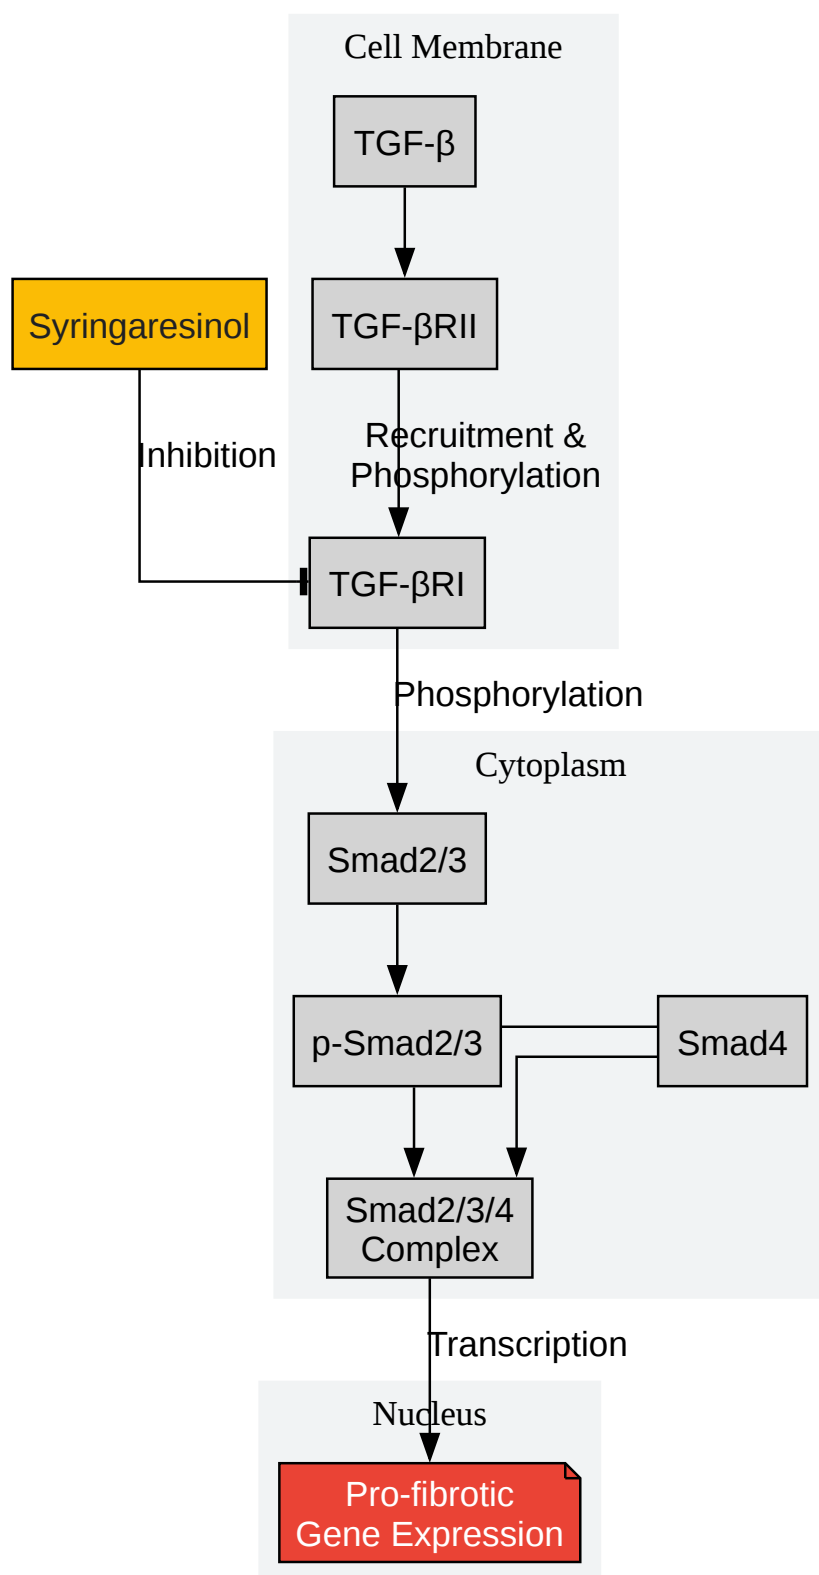 Cell Membrane
TGF-β
Syringaresinol
TGF-βRII
Recruitment &
Phosphorylation
Inhibition
TGF-βRI
Phosphorylation
Cytoplasm
Smad2/3
p-Smad2/3
Smad4
Smad2/3/4
Complex
Transcription
Nucleus
Pro-fibrotic
Gene Expression